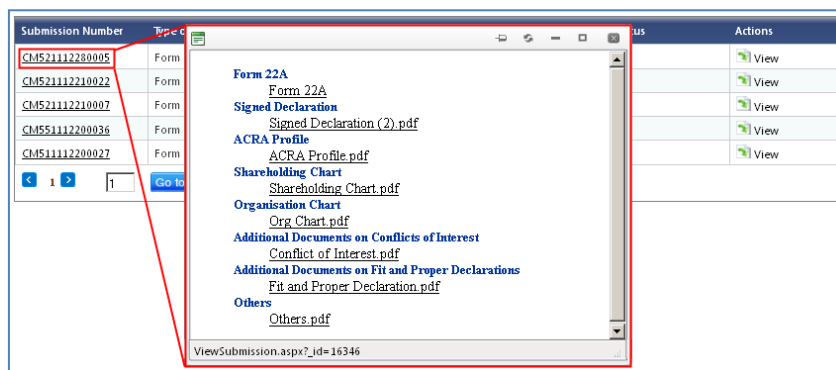 Submission Number Type o tus Actions
CM521112280005 Form View
CM521112210022 Form View
CM521112210007 Form View
CM551112200036 Form View
CM511112200027 Form View
1 1 Go to
Form 22A
Form 22A
Signed Declaration
Signed Declaration (2).pdf
ACRA Profile
ACRA Profile.pdf
Shareholding Chart
Shareholding Chart.pdf
Organisation Chart
Org Chart.pdf
Additional Documents on Conflicts of Interest
Conflict of Interest.pdf
Additional Documents on Fit and Proper Declarations
Fit and Proper Declaration.pdf
Others
Others.pdf
ViewSubmission.aspx?_id=16346